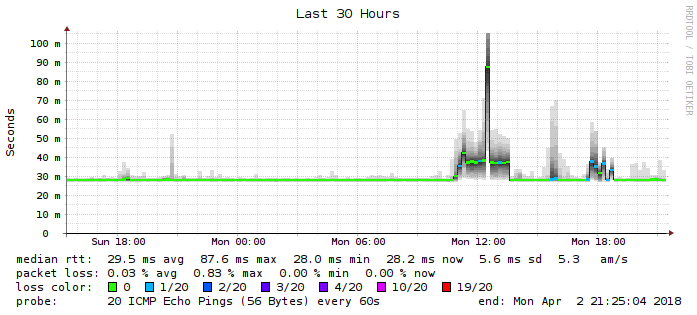 Last 30 Hours
RRDTOOL / TOBI OETIKER
Seconds
100 m
90 m
80 m
70 m
60 m
50 m
40 m
30 m
20 m
10 m
0
Sun 18:00 Mon 00:00 Mon 06:00 Mon 12:00 Mon 18:00
median rtt: 29.5 ms avg 87.6 ms max 28.0 ms min 28.2 ms now 5.6 ms sd 5.3 am/s
packet loss: 0.03 % avg 0.83 % max 0.00 % min 0.00 % now
loss color: 0 1/20 2/20 3/20 4/20 10/20 19/20
probe: 20 ICMP Echo Pings (56 Bytes) every 60s end: Mon Apr 2 21:25:04 2018